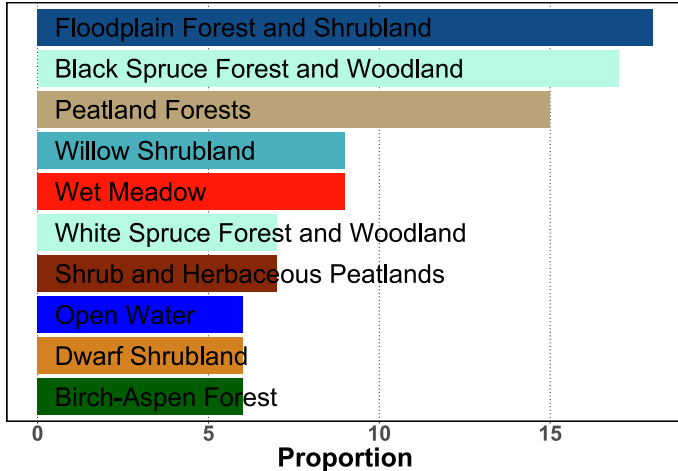 Floodplain Forest and Shrubland
Black Spruce Forest and Woodland
Peatland Forests
Willow Shrubland
Wet Meadow
White Spruce Forest and Woodland
Shrub and Herbaceous Peatlands
Open Water
Dwarf Shrubland
Birch-Aspen Forest
0 5 10 15
Proportion